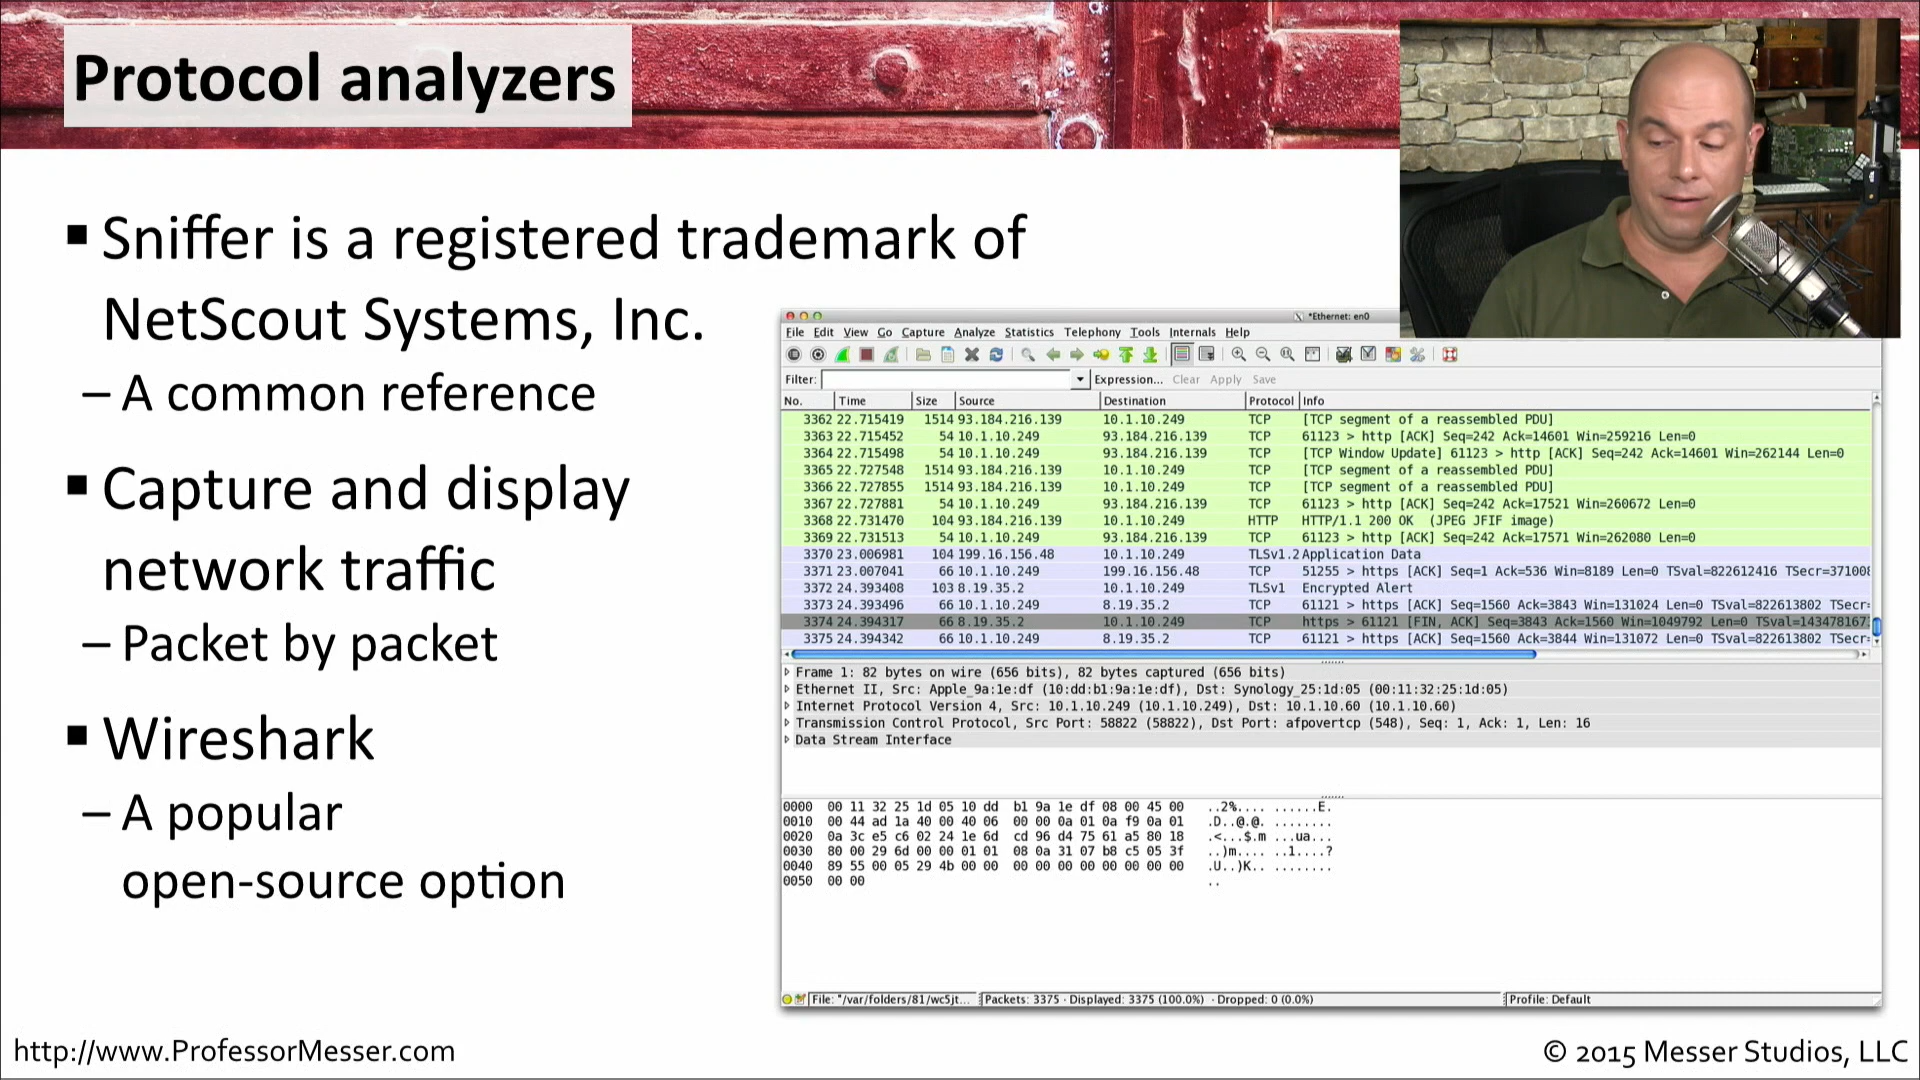 Protocol analyzers
▪ Sniffer is a registered trademark of
NetScout Systems, Inc.
– A common reference
▪ Capture and display
network traffic
– Packet by packet
▪ Wireshark
– A popular
open-source option
*Ethernet: en0
File Edit View Go Capture Analyze Statistics Telephony Tools Internals Help
Filter: Expression... Clear Apply Save
No. Time Size Source Destination Protocol Info
3362 22.715419 1514 93.184.216.139 10.1.10.249 TCP [TCP segment of a reassembled PDU]
3363 22.715452 54 10.1.10.249 93.184.216.139 TCP 61123 > http [ACK] Seq=242 Ack=14601 Win=259216 Len=0
3364 22.715498 54 10.1.10.249 93.184.216.139 TCP [TCP Window Update] 61123 > http [ACK] Seq=242 Ack=14601 Win=262144 Len=0
3365 22.727548 1514 93.184.216.139 10.1.10.249 TCP [TCP segment of a reassembled PDU]
3366 22.727855 1514 93.184.216.139 10.1.10.249 TCP [TCP segment of a reassembled PDU]
3367 22.727881 54 10.1.10.249 93.184.216.139 TCP 61123 > http [ACK] Seq=242 Ack=17521 Win=260672 Len=0
3368 22.731470 104 93.184.216.139 10.1.10.249 HTTP HTTP/1.1 200 OK (JPEG JFIF image)
3369 22.731513 54 10.1.10.249 93.184.216.139 TCP 61123 > http [ACK] Seq=242 Ack=17571 Win=262080 Len=0
3370 23.006981 104 199.16.156.48 10.1.10.249 TLSv1.2 Application Data
3371 23.007041 66 10.1.10.249 199.16.156.48 TCP 51255 > https [ACK] Seq=1 Ack=536 Win=8189 Len=0 TSval=822612416 TSecr=371008
3372 24.393408 103 8.19.35.2 10.1.10.249 TLSv1 Encrypted Alert
3373 24.393496 66 10.1.10.249 8.19.35.2 TCP 61121 > https [ACK] Seq=1560 Ack=3843 Win=131024 Len=0 TSval=822613802 TSecr=
3374 24.394317 66 8.19.35.2 10.1.10.249 TCP https > 61121 [FIN, ACK] Seq=3843 Ack=1560 Win=1049792 Len=0 TSval=143478167
3375 24.394342 66 10.1.10.249 8.19.35.2 TCP 61121 > https [ACK] Seq=1560 Ack=3844 Win=131072 Len=0 TSval=822613802 TSecr=
Frame 1: 82 bytes on wire (656 bits), 82 bytes captured (656 bits)
Ethernet II, Src: Apple_9a:1e:df (10:dd:b1:9a:1e:df), Dst: Synology_25:1d:05 (00:11:32:25:1d:05)
Internet Protocol Version 4, Src: 10.1.10.249 (10.1.10.249), Dst: 10.1.10.60 (10.1.10.60)
Transmission Control Protocol, Src Port: 58822 (58822), Dst Port: afpovertcp (548), Seq: 1, Ack: 1, Len: 16
Data Stream Interface
0000 00 11 32 25 1d 05 10 dd b1 9a 1e df 08 00 45 00 ..2%.... ......E.
0010 00 44 ad 1a 40 00 40 06 00 00 0a 01 0a f9 0a 01 .D..@.@. ........
0020 0a 3c e5 c6 02 24 1e 6d cd 96 d4 75 61 a5 80 18 .<...$.m ...ua...
0030 80 00 29 6d 00 00 01 01 08 0a 31 07 b8 c5 05 3f ..)m.... ..1....?
0040 89 55 00 05 29 4b 00 00 00 00 00 00 00 00 00 00 .U..)K.. ........
0050 00 00 ..
File: "/var/folders/81/wc5jt... Packets: 3375 · Displayed: 3375 (100.0%) · Dropped: 0 (0.0%) Profile: Default
http://www.ProfessorMesser.com
© 2015 Messer Studios, LLC